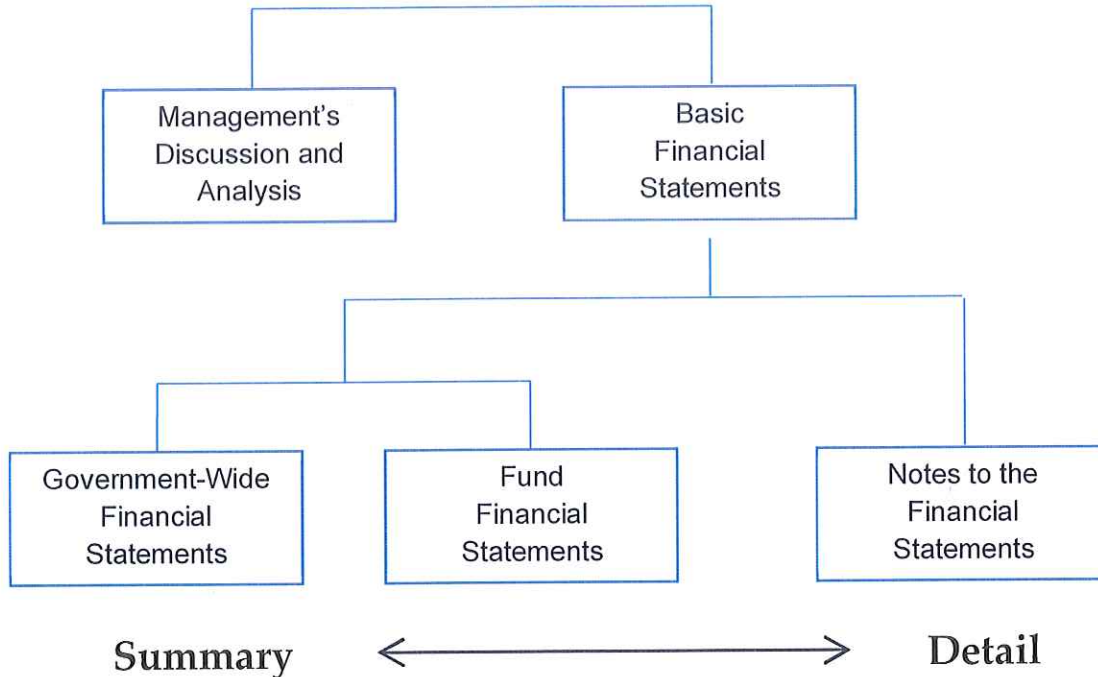 Management's
Discussion and
Analysis
Basic
Financial
Statements
Government-Wide
Financial
Statements
Fund
Financial
Statements
Notes to the
Financial
Statements
Summary
Detail